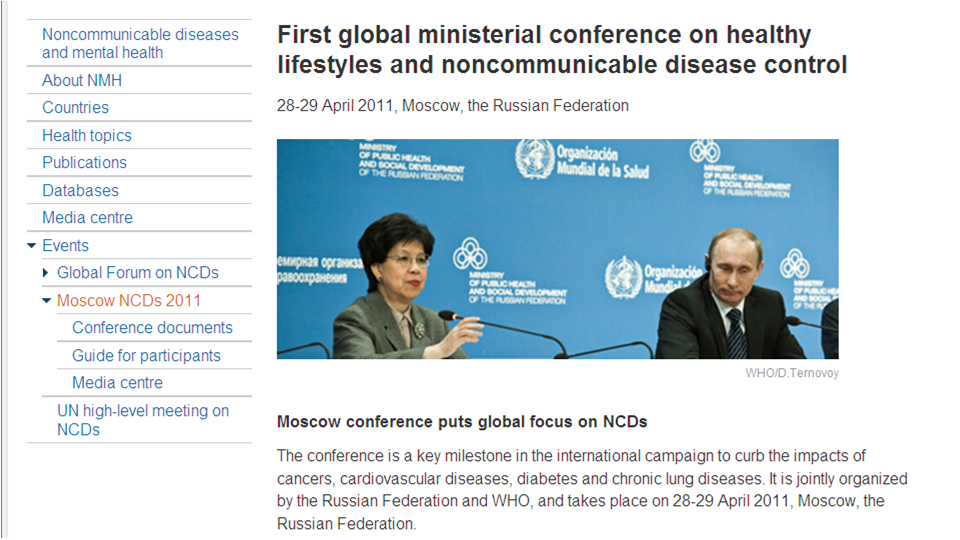 Noncommunicable diseases
and mental health
About NMH
Countries
Health topics
Publications
Databases
Media centre
Events
Global Forum on NCDs
Moscow NCDs 2011
Conference documents
Guide for participants
Media centre
UN high-level meeting on
NCDs
First global ministerial conference on healthy
lifestyles and noncommunicable disease control
28-29 April 2011, Moscow, the Russian Federation
MINISTRY
OF PUBLIC HEALTH
AND SOCIAL DEVELOPMENT
OF THE RUSSIAN FEDERATION
Organización
Mundial de la Salud
MINISTRY
OF PUBLIC HEALTH
AND SOCIAL DEVELOPMENT
OF THE RUSSIAN FEDERATION
MINISTRY
OF PUBLIC HEALTH
AND SOCIAL DEVELOPMENT
OF THE RUSSIAN FEDERATION
Organización
Mundial
MINISTRY
WHO/D.Ternovoy
Moscow conference puts global focus on NCDs
The conference is a key milestone in the international campaign to curb the impacts of
cancers, cardiovascular diseases, diabetes and chronic lung diseases. It is jointly organized
by the Russian Federation and WHO, and takes place on 28-29 April 2011, Moscow, the
Russian Federation.